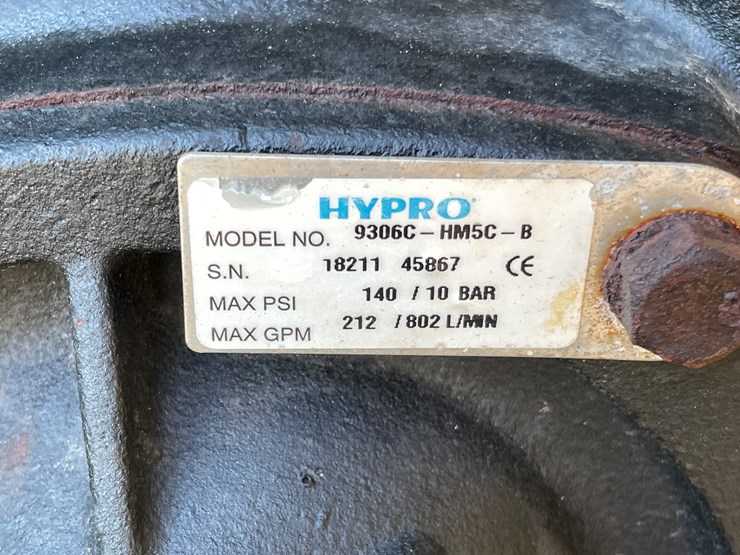 HYPRO
MODEL NO. 9306C-HM5C-B
S.N. 18211 45867 CE
MAX PSI 140 / 10 BAR
MAX GPM 212 / 802 L/MIN